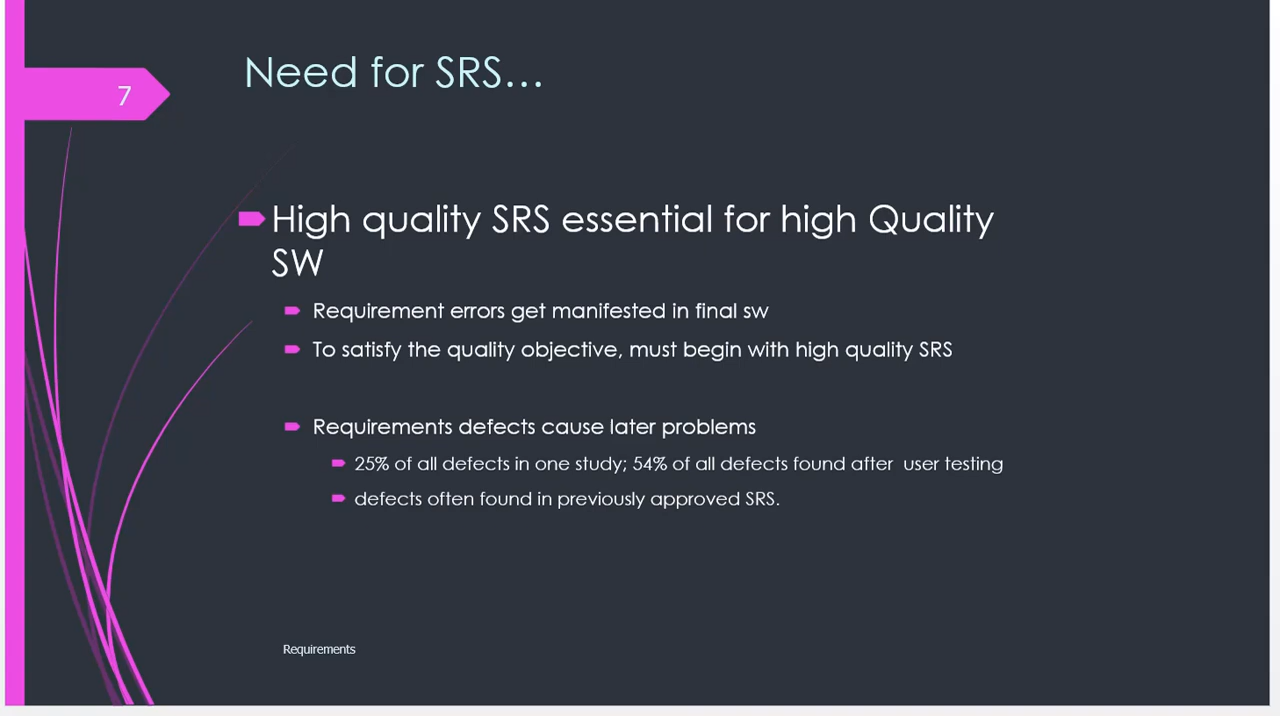 7
Need for SRS...
High quality SRS essential for high Quality
SW
Requirement errors get manifested in final sw
To satisfy the quality objective, must begin with high quality SRS
Requirements defects cause later problems
25% of all defects in one study; 54% of all defects found after  user testing
defects often found in previously approved SRS.
Requirements